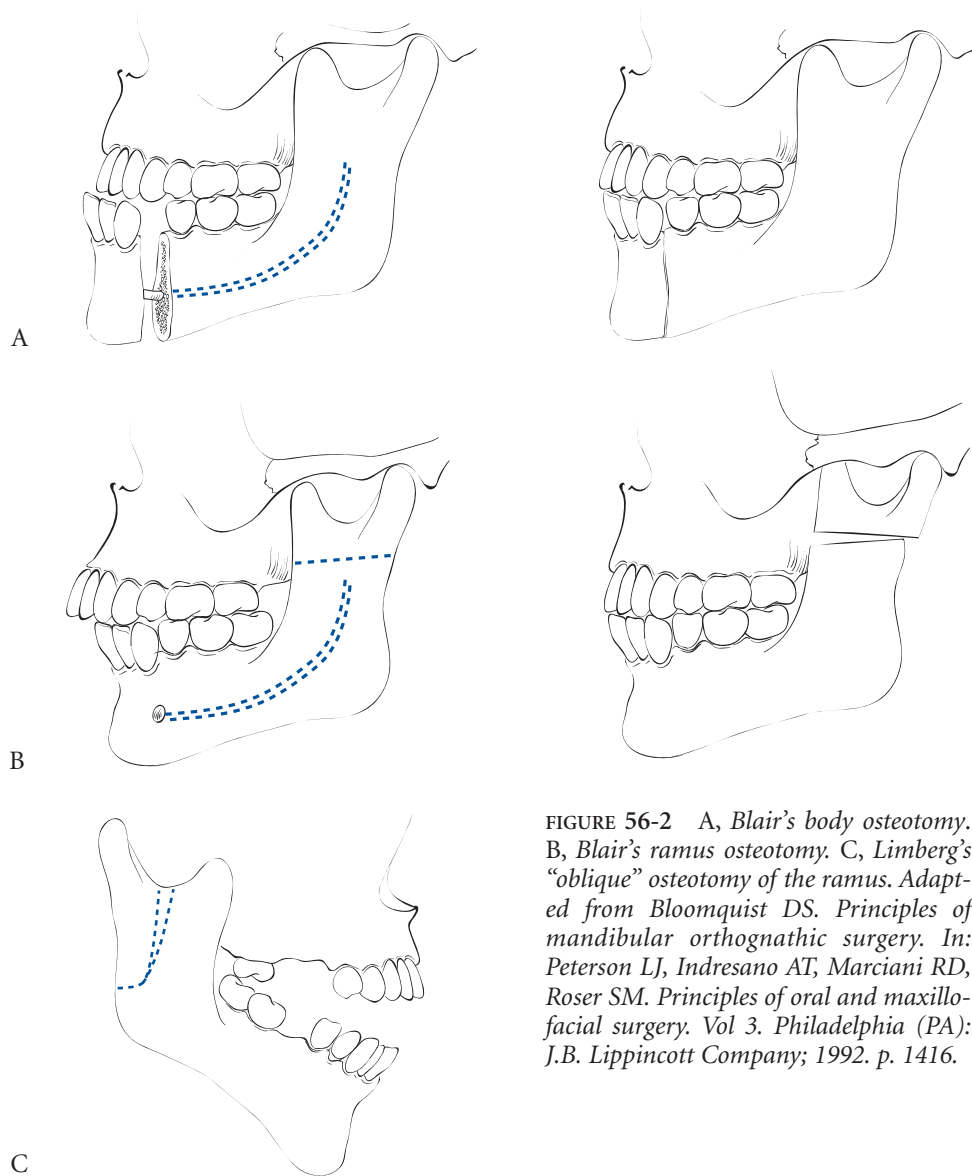 A
B
C
FIGURE 56-2 A, Blair's body osteotomy.
B, Blair's ramus osteotomy. C, Limberg's
“oblique” osteotomy of the ramus. Adapt-
ed from Bloomquist DS. Principles of
mandibular orthognathic surgery. In:
Peterson LJ, Indresano AT, Marciani RD,
Roser SM. Principles of oral and maxillo-
facial surgery. Vol 3. Philadelphia (PA):
J.B. Lippincott Company; 1992. p. 1416.